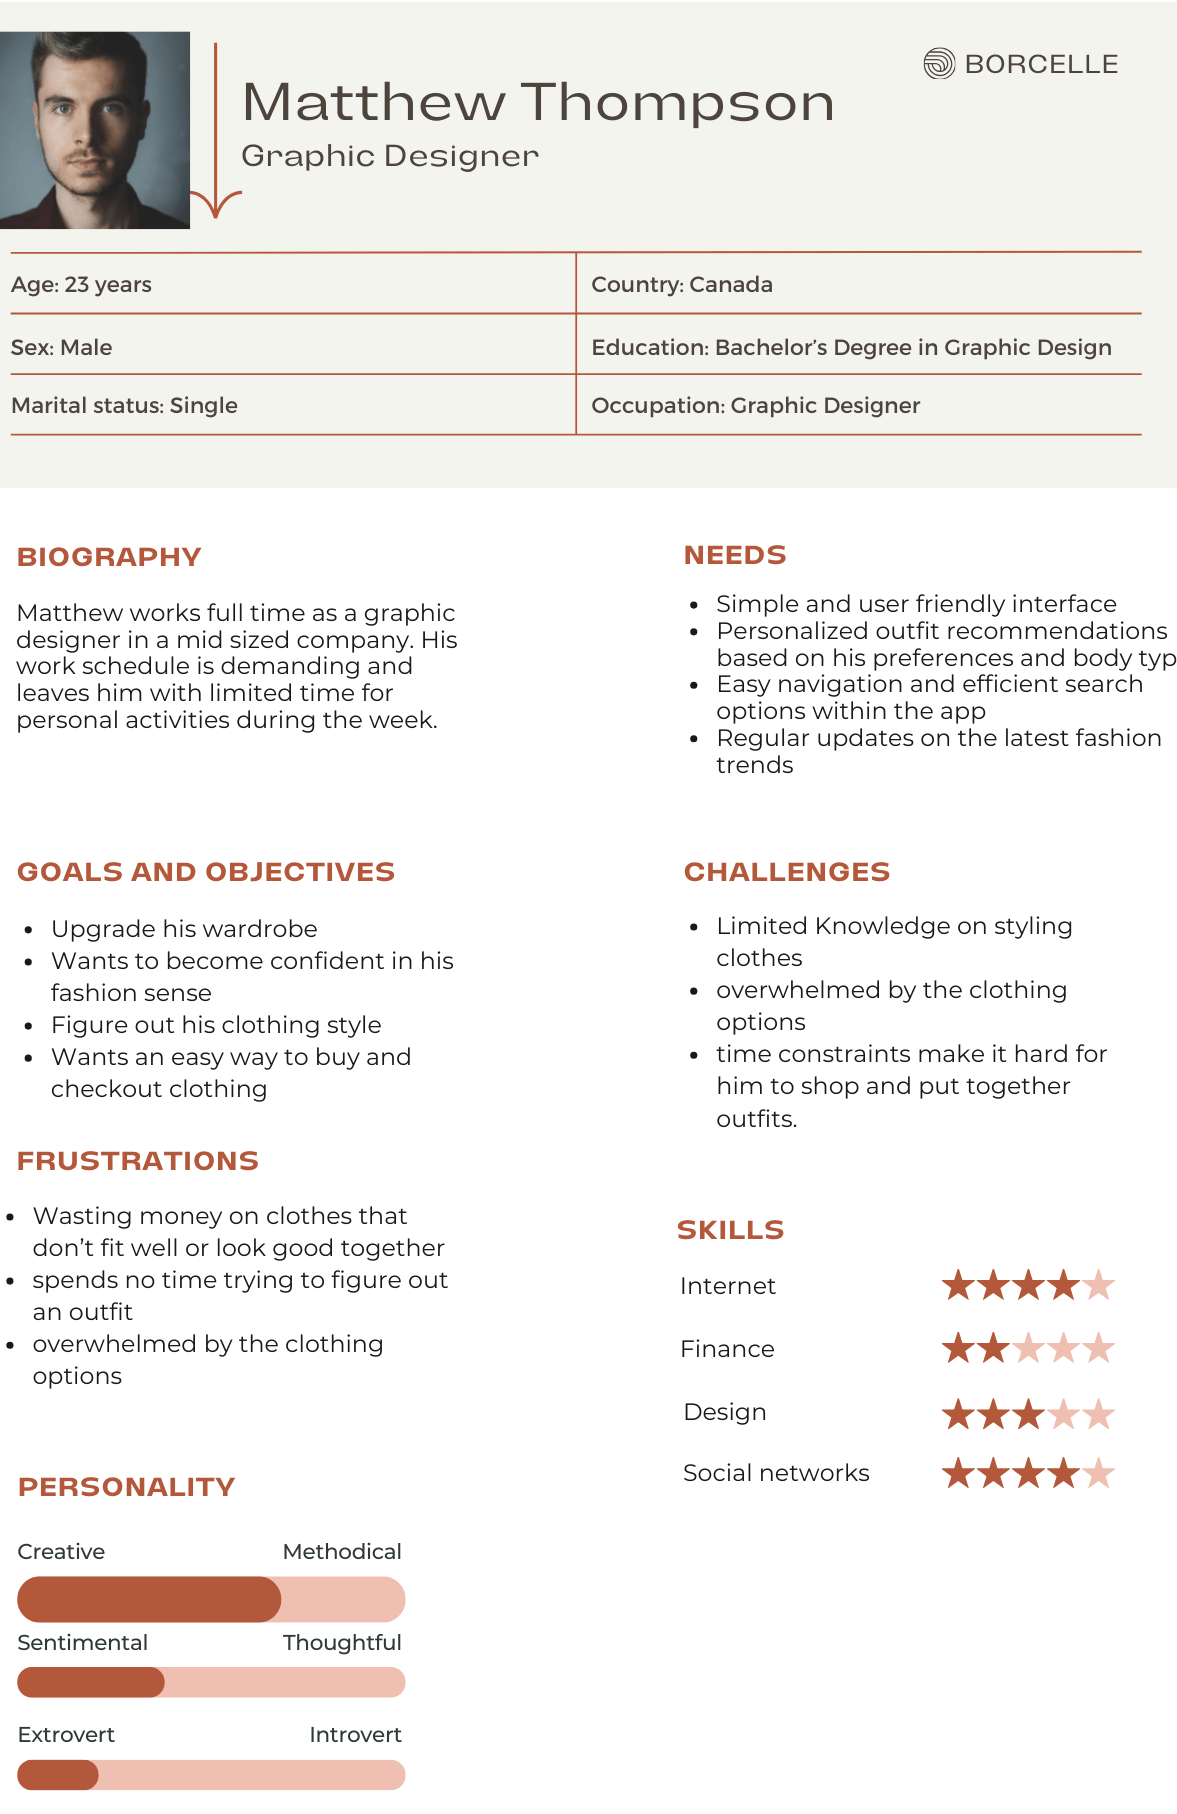 BORCELLE
Matthew Thompson
Graphic Designer
Age: 23 years
Country: Canada
Sex: Male
Education: Bachelor's Degree in Graphic Design
Marital status: Single
Occupation: Graphic Designer
BIOGRAPHY
Matthew works full time as a graphic
designer in a mid sized company. His
work schedule is demanding and
leaves him with limited time for
personal activities during the week.
NEEDS
• Simple and user friendly interface
• Personalized outfit recommendations
based on his preferences and body typ
• Easy navigation and efficient search
options within the app
• Regular updates on the latest fashion
trends
GOALS AND OBJECTIVES
• Upgrade his wardrobe
• Wants to become confident in his
fashion sense
• Figure out his clothing style
• Wants an easy way to buy and
checkout clothing
CHALLENGES
• Limited Knowledge on styling
clothes
• overwhelmed by the clothing
options
• time constraints make it hard for
him to shop and put together
outfits.
FRUSTRATIONS
• Wasting money on clothes that
don't fit well or look good together
• spends no time trying to figure out
an outfit
• overwhelmed by the clothing
options
SKILLS
Internet
Finance
Design
Social networks
PERSONALITY
Creative Methodical
Sentimental Thoughtful
Extrovert Introvert